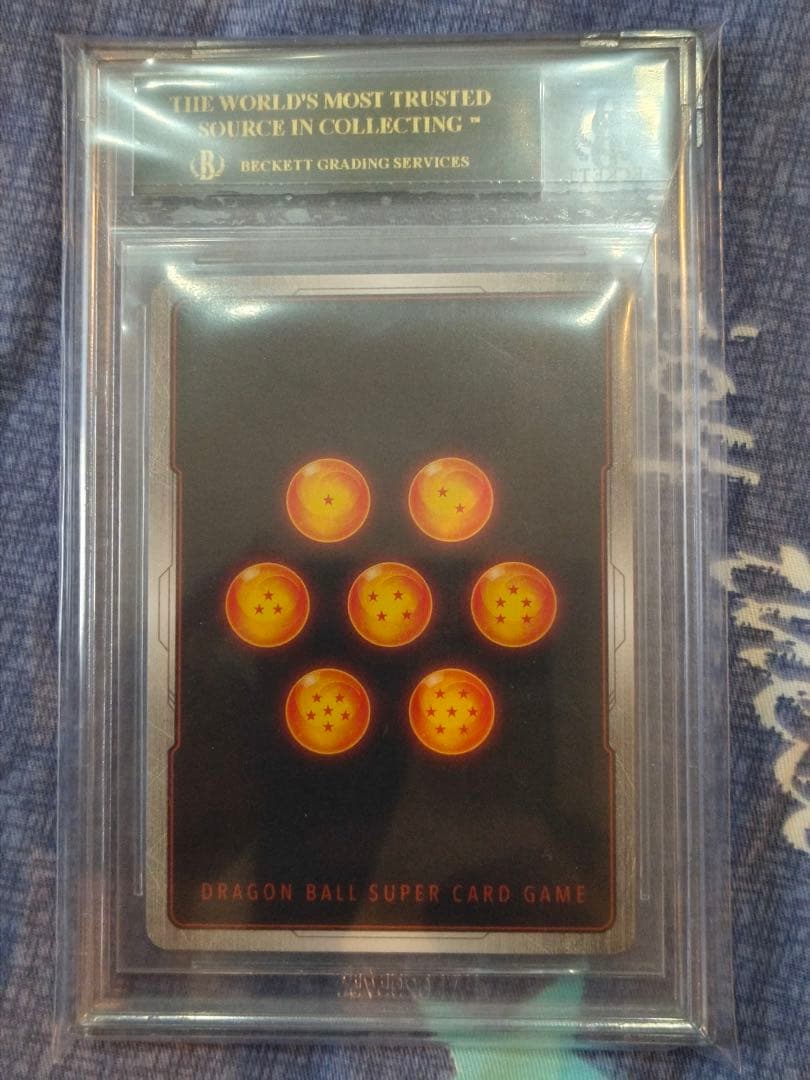 THE WORLD'S MOST TRUSTED
SOURCE IN COLLECTING ™
B BECKETT GRADING SERVICES
DRAGON BALL SUPER CARD GAME